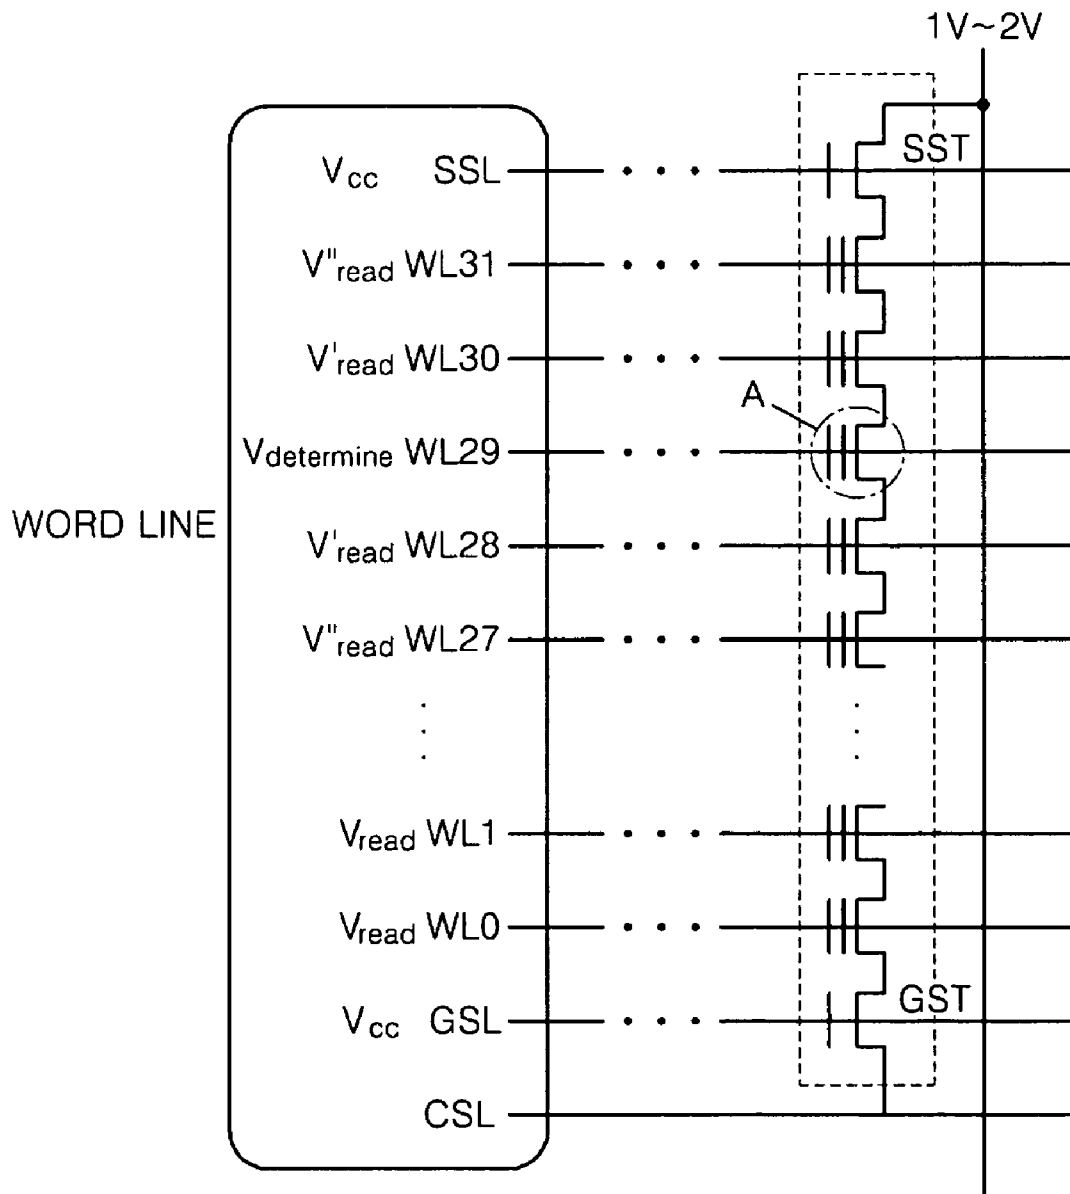 1V~2V
Vcc SSL SST
V"read WL31
V'read WL30
A
Vdetermine WL29
WORD LINE
V'read WL28
V"read WL27
Vread WL1
Vread WL0
Vcc GSL GST
CSL